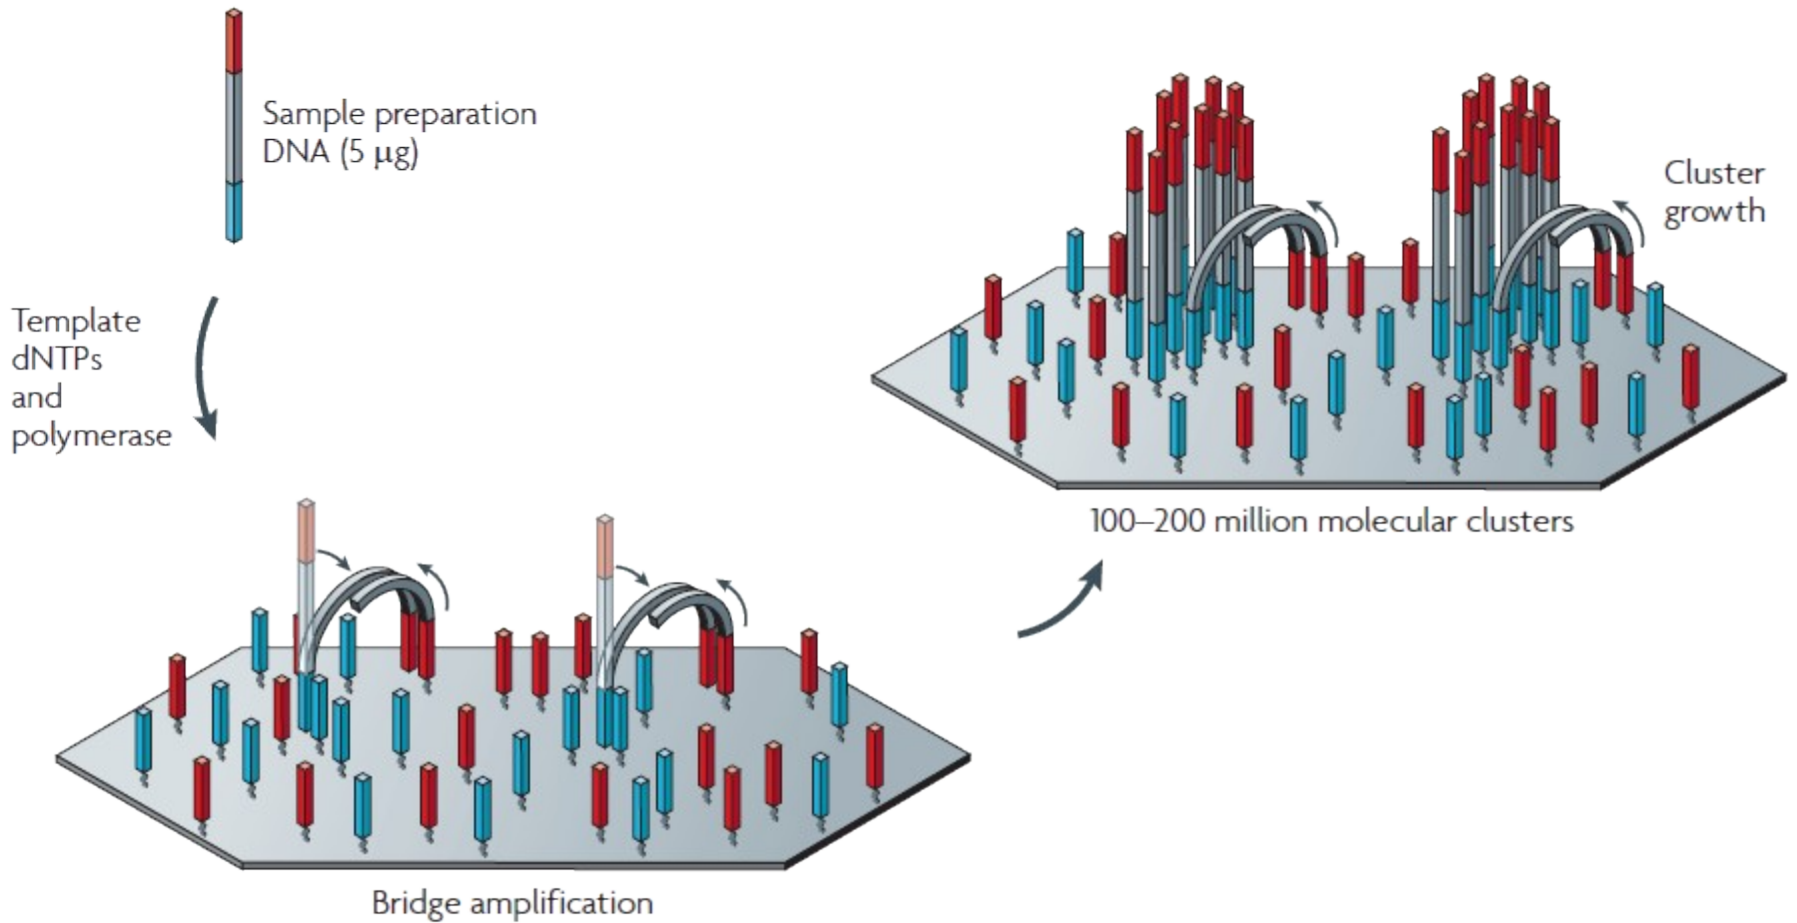 Sample preparation
DNA (5 μg)
Template
dNTPs
and
polymerase
Bridge amplification
Cluster
growth
100–200 million molecular clusters